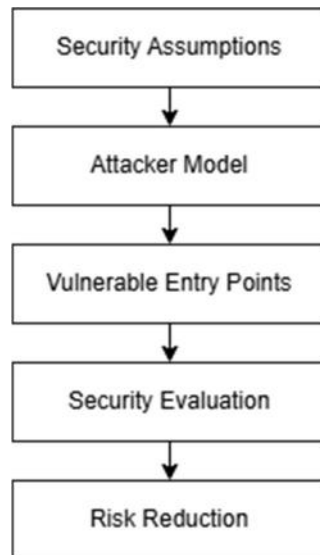 Security Assumptions
Attacker Model
Vulnerable Entry Points
Security Evaluation
Risk Reduction